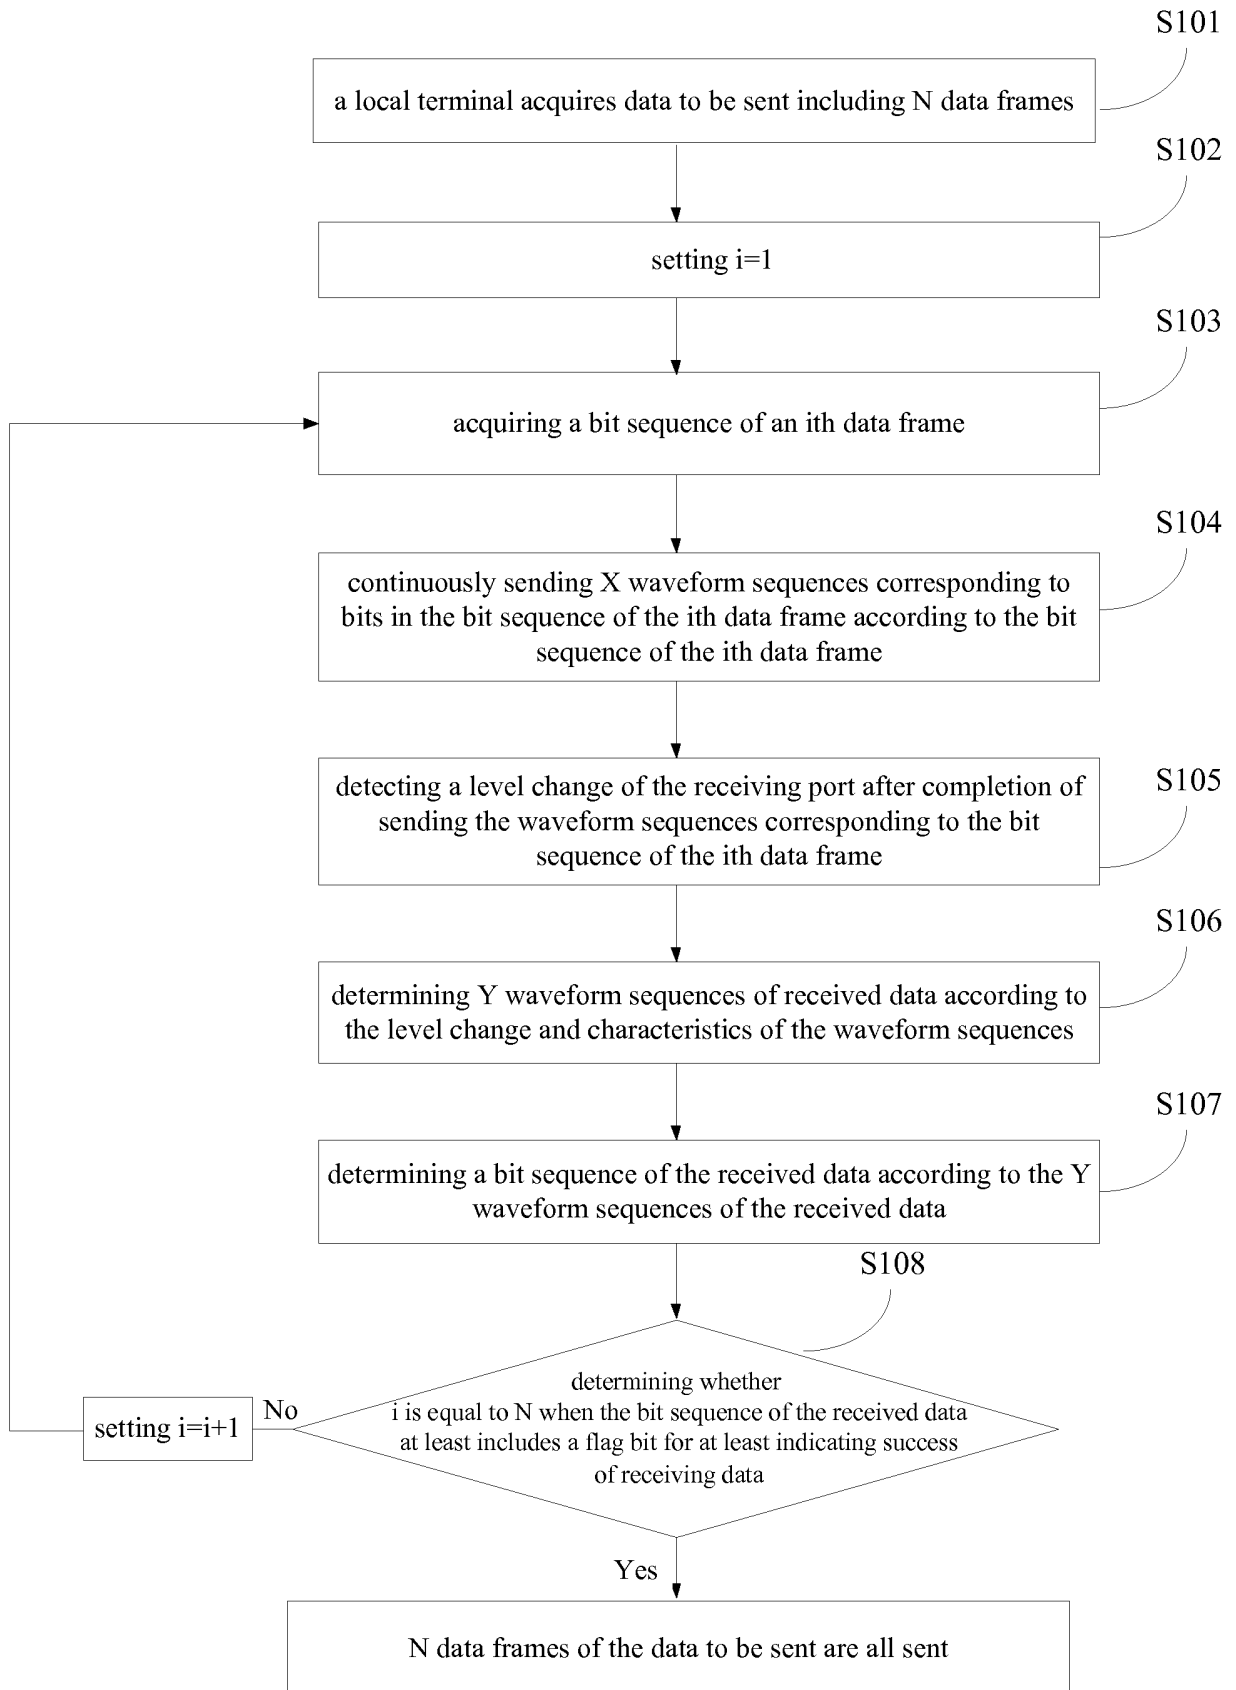 S101
a local terminal acquires data to be sent including N data frames
S102
setting i=1
S103
acquiring a bit sequence of an ith data frame
S104
continuously sending X waveform sequences corresponding to
bits in the bit sequence of the ith data frame according to the bit
sequence of the ith data frame
S105
detecting a level change of the receiving port after completion of
sending the waveform sequences corresponding to the bit
sequence of the ith data frame
S106
determining Y waveform sequences of received data according to
the level change and characteristics of the waveform sequences
S107
determining a bit sequence of the received data according to the Y
waveform sequences of the received data
S108
determining whether
i is equal to N when the bit sequence of the received data
at least includes a flag bit for at least indicating success
of receiving data
No
setting i=i+1
Yes
N data frames of the data to be sent are all sent